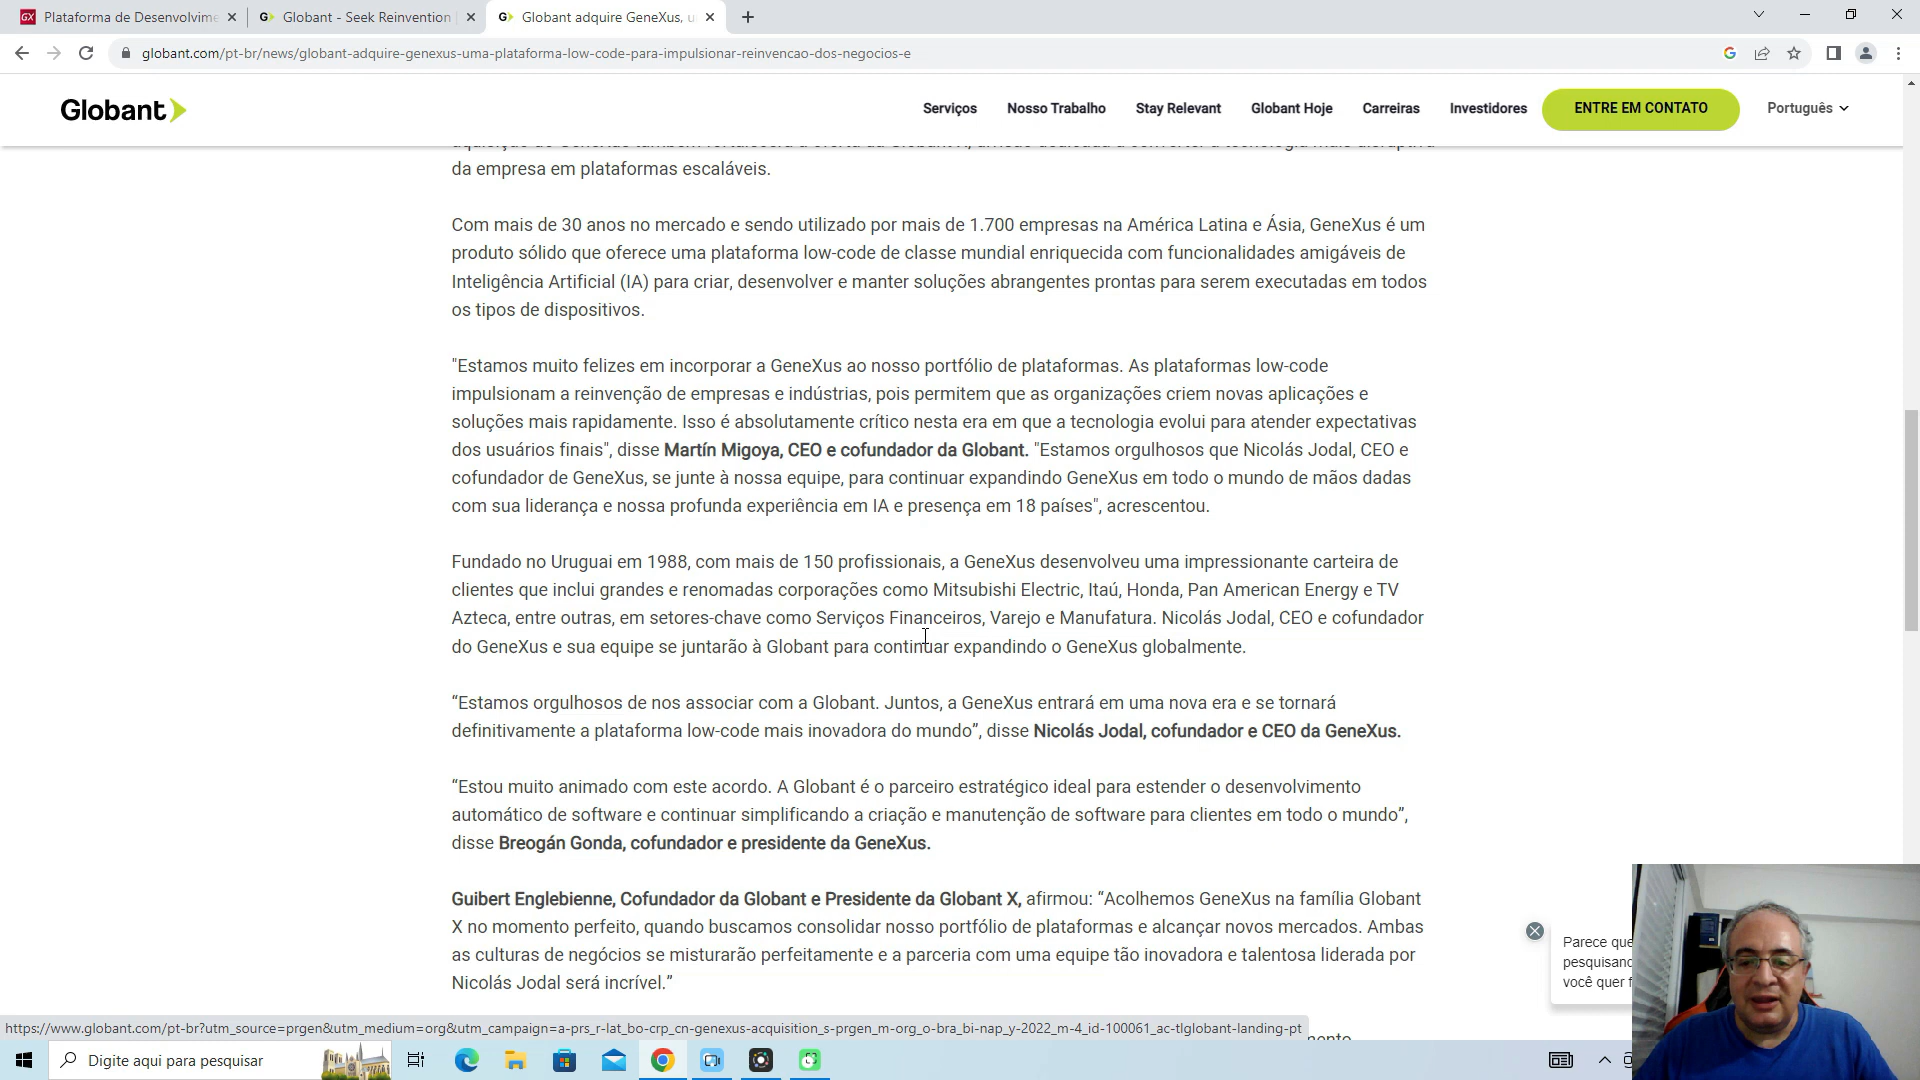 Plataforma de Desenvolvime
Globant - Seek Reinvention
Globant adquire GeneXus, u
globant.com/pt-br/news/globant-adquire-genexus-uma-plataforma-low-code-para-impulsionar-reinvencao-dos-negocios-e
Globant
Serviços
Nosso Trabalho
Stay Relevant
Globant Hoje
Carreiras
Investidores
ENTRE EM CONTATO
Português
da empresa em plataformas escaláveis.
Com mais de 30 anos no mercado e sendo utilizado por mais de 1.700 empresas na América Latina e Ásia, GeneXus é um
produto sólido que oferece uma plataforma low-code de classe mundial enriquecida com funcionalidades amigáveis de
Inteligência Artificial (IA) para criar, desenvolver e manter soluções abrangentes prontas para serem executadas em todos
os tipos de dispositivos.
"Estamos muito felizes em incorporar a GeneXus ao nosso portfólio de plataformas. As plataformas low-code
impulsionam a reinvenção de empresas e indústrias, pois permitem que as organizações criem novas aplicações e
soluções mais rapidamente. Isso é absolutamente crítico nesta era em que a tecnologia evolui para atender expectativas
dos usuários finais", disse Martín Migoya, CEO e cofundador da Globant. "Estamos orgulhosos que Nicolás Jodal, CEO e
cofundador de GeneXus, se junte à nossa equipe, para continuar expandindo GeneXus em todo o mundo de mãos dadas
com sua liderança e nossa profunda experiência em IA e presença em 18 países", acrescentou.
Fundado no Uruguai em 1988, com mais de 150 profissionais, a GeneXus desenvolveu uma impressionante carteira de
clientes que inclui grandes e renomadas corporações como Mitsubishi Electric, Itaú, Honda, Pan American Energy e TV
Azteca, entre outras, em setores-chave como Serviços Financeiros, Varejo e Manufatura. Nicolás Jodal, CEO e cofundador
do GeneXus e sua equipe se juntarão à Globant para continuar expandindo o GeneXus globalmente.
“Estamos orgulhosos de nos associar com a Globant. Juntos, a GeneXus entrará em uma nova era e se tornará
definitivamente a plataforma low-code mais inovadora do mundo”, disse Nicolás Jodal, cofundador e CEO da GeneXus.
“Estou muito animado com este acordo. A Globant é o parceiro estratégico ideal para estender o desenvolvimento
automático de software e continuar simplificando a criação e manutenção de software para clientes em todo o mundo”,
disse Breogán Gonda, cofundador e presidente da GeneXus.
Guibert Englebienne, Cofundador da Globant e Presidente da Globant X, afirmou: “Acolhemos GeneXus na família Globant
X no momento perfeito, quando buscamos consolidar nosso portfólio de plataformas e alcançar novos mercados. Ambas
as culturas de negócios se misturarão perfeitamente e a parceria com uma equipe tão inovadora e talentosa liderada por
Nicolás Jodal será incrível.”
Parece que
pesquisand
você quer f
https://www.globant.com/pt-br?utm_source=prgen&utm_medium=org&utm_campaign=a-prs_r-lat_bo-crp_cn-genexus-acquisition_s-prgen_m-org_o-bra_bi-nap_y-2022_m-4_id-100061_ac-tlglobant-landing-pt
Digite aqui para pesquisar